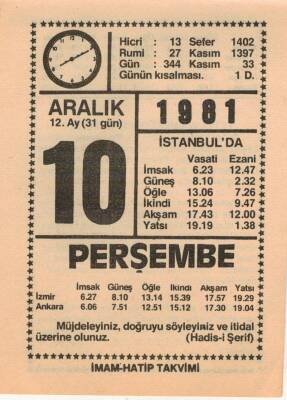 Hicri : 13 Sefer 1402
Rumi : 27 Kasım 1397
Gün : 344 Kasım 33
Günün kısalması. 1 D.
ARALIK
12. Ay (31 gün)
10
1981
İSTANBUL'DA
Vasati Ezani
İmsak 6.23 12.47
Güneş 8.10 2.32
Öğle 13.06 7.26
İkindi 15.24 9.47
Akşam 17.43 12.00
Yatsı 19.19 1.38
PERŞEMBE
İmsak Güneş Öğle İkindi Akşam Yatsı
İzmir 6.27 8.10 13.14 15.39 17.57 19.29
Ankara 6.06 7.51 12.51 15.12 17.30 19.04
Müjdeleyiniz, doğruyu söyleyiniz ve itidal
üzerine olunuz. (Hadis-i Şerif)
İMAM-HATİP TAKVİMİ